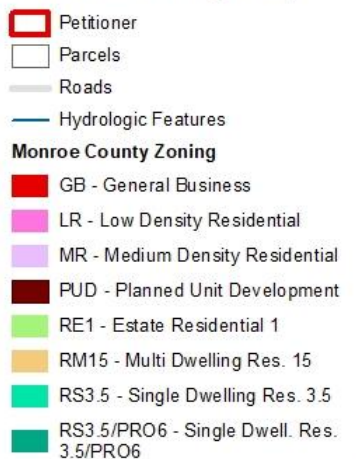 Petitioner
Parcels
Roads
Hydrologic Features
Monroe County Zoning
GB - General Business
LR - Low Density Residential
MR - Medium Density Residential
PUD - Planned Unit Development
RE1 - Estate Residential 1
RM15 - Multi Dwelling Res. 15
RS3.5 - Single Dwelling Res. 3.5
RS3.5/PRO6 - Single Dwell. Res.
3.5/PRO6